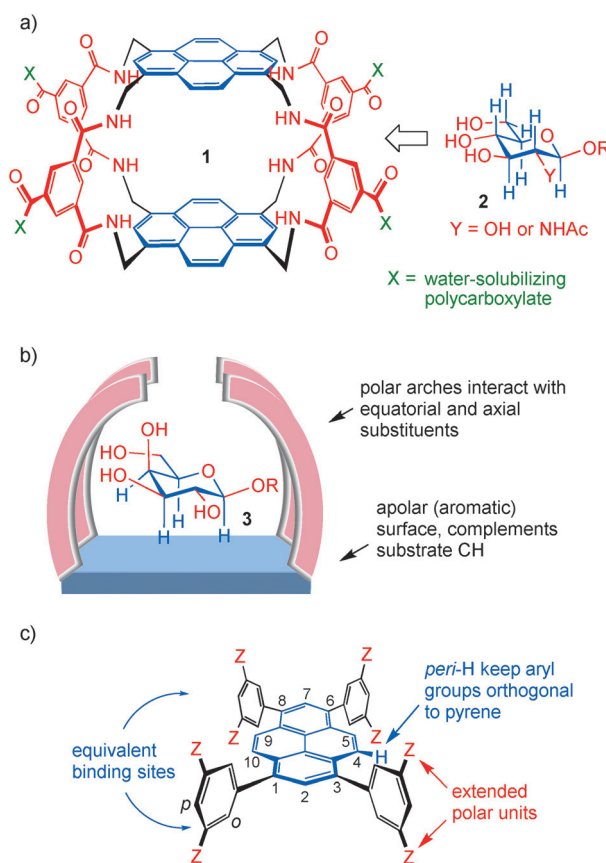 a)
X
O
O
NH
HN
O
O
X
O
NH
HN
O
X
O
NH
HN
O
X
O
NH
HN
O
1
H
H
HO
H
O
HO
OR
HO
Y
H
H
H
2
Y = OH or NHAc
X = water-solubilizing
polycarboxylate
b)
OH
HO
O
HO
OR
HO
H
H
H
3
polar arches interact with
equatorial and axial
substituents
apolar (aromatic)
surface, complements
substrate CH
c)
Z
Z
7
8
6
Z
Z
9
5
10
4
H
1
2
3
Z
Z
p
o
Z
Z
equivalent
binding sites
peri-H keep aryl
groups orthogonal
to pyrene
extended
polar units